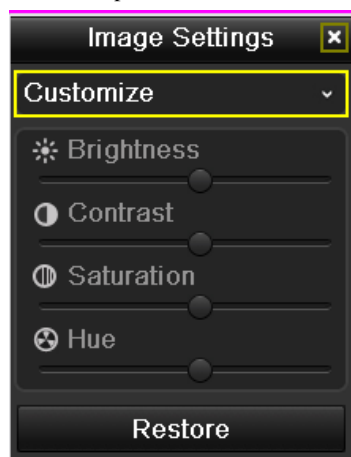 Image Settings
Customize
Brightness
Contrast
Saturation
Hue
Restore